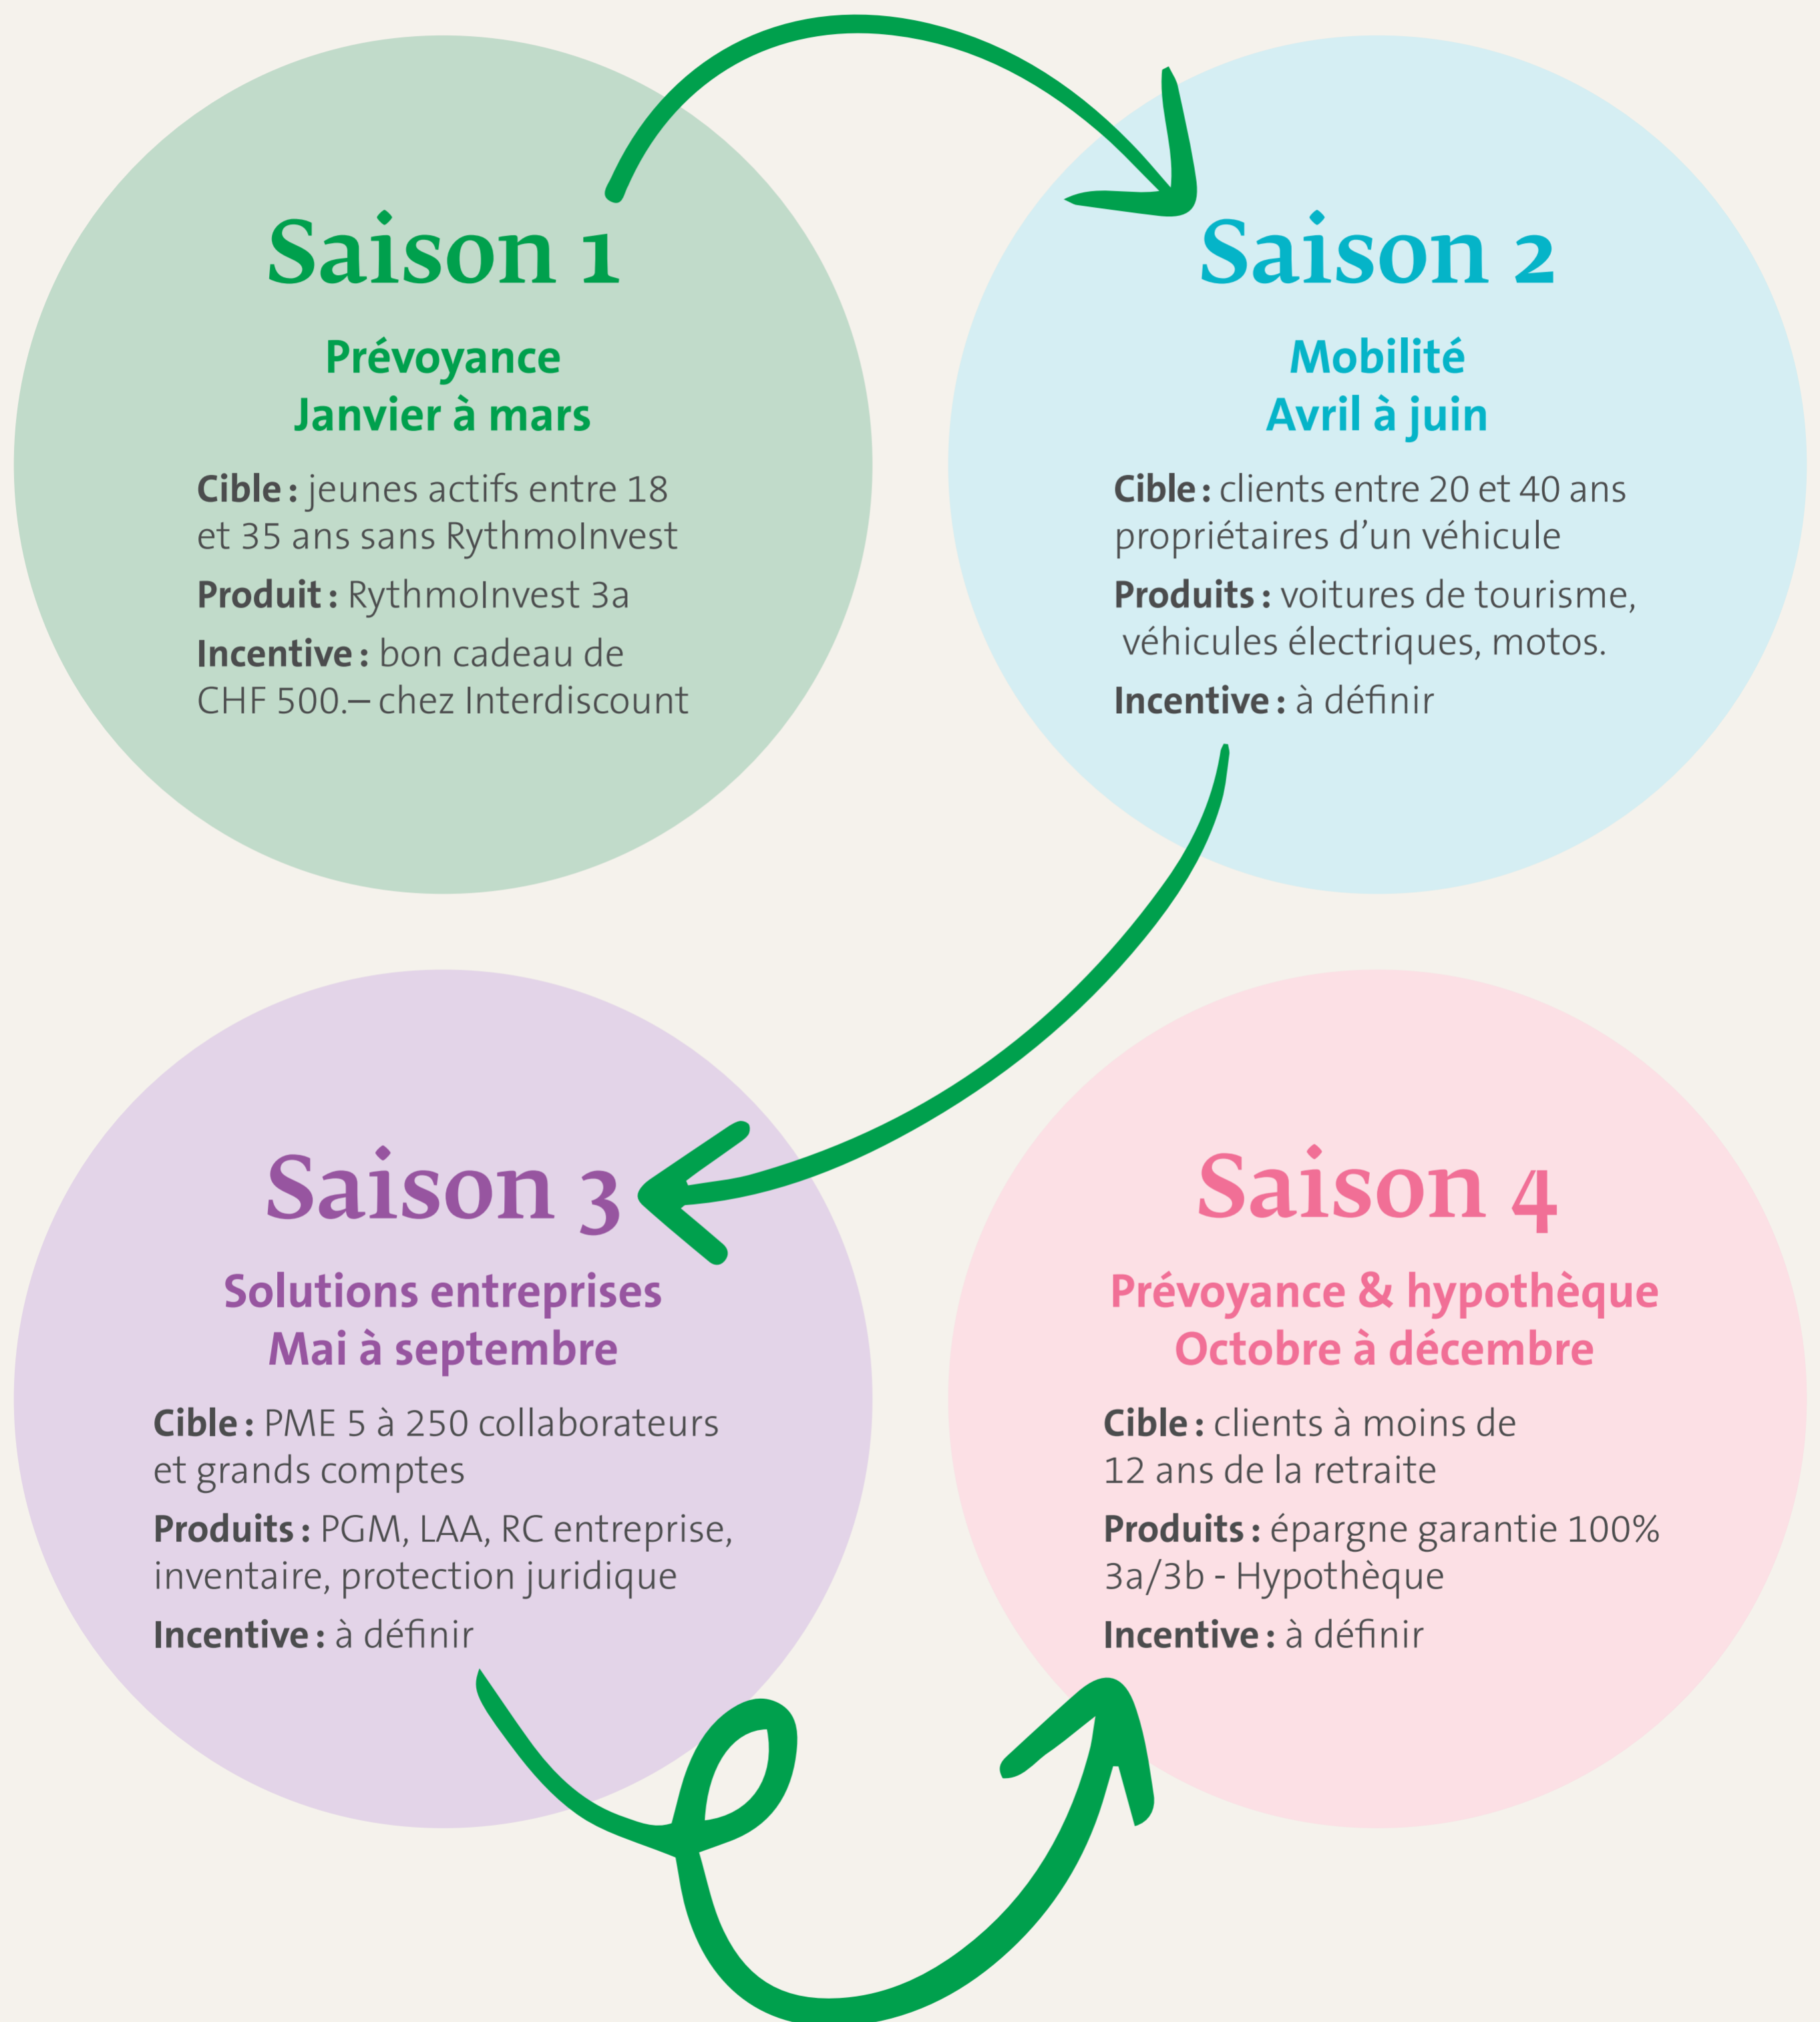 Saison 1
Prévoyance
Janvier à mars
Cible : jeunes actifs entre 18
et 35 ans sans RythmoInvest
Produit : RythmoInvest 3a
Incentive : bon cadeau de
CHF 500.– chez Interdiscount
Saison 2
Mobilité
Avril à juin
Cible : clients entre 20 et 40 ans
propriétaires d’un véhicule
Produits : voitures de tourisme,
véhicules électriques, motos.
Incentive : à définir
Saison 3
Solutions entreprises
Mai à septembre
Cible : PME 5 à 250 collaborateurs
et grands comptes
Produits : PGM, LAA, RC entreprise,
inventaire, protection juridique
Incentive : à définir
Saison 4
Prévoyance & hypothèque
Octobre à décembre
Cible : clients à moins de
12 ans de la retraite
Produits : épargne garantie 100%
3a/3b - Hypothèque
Incentive : à définir